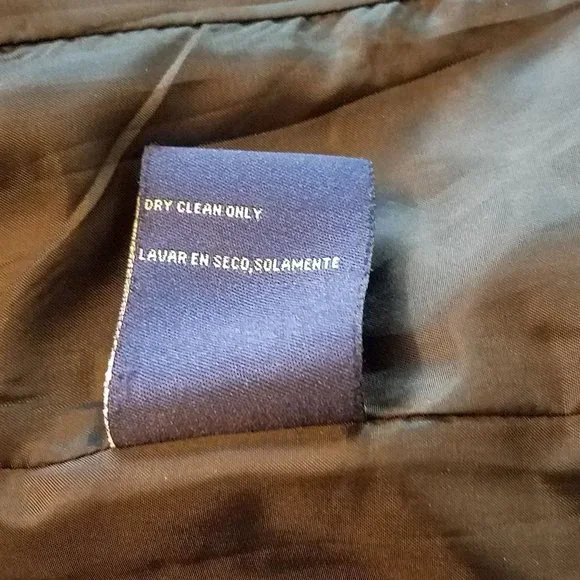 DRY CLEAN ONLY
LAVAR EN SECO,SOLAMENTE